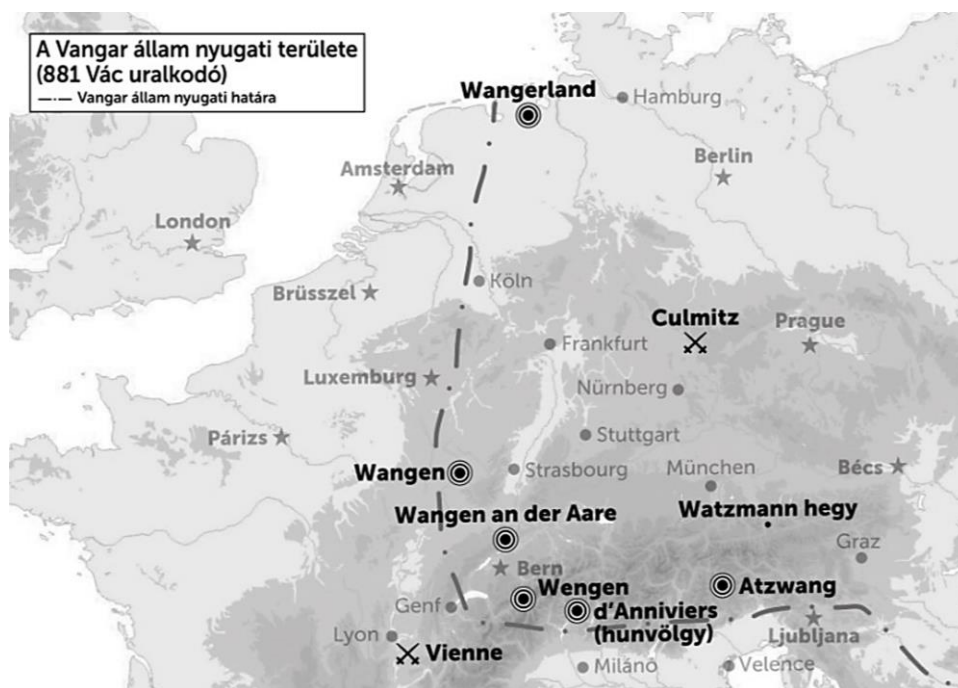 A Vangar állam nyugati területe
(881 Vác uralkodó)
Vangar állam nyugati határa
Wangerland
Hamburg
Amsterdam
Berlin
London
Köln
Brüsszel
Culmitz
Prague
Frankfurt
Luxemburg
Nürnberg
Párizs
Stuttgart
Wangen
Strasbourg
München
Bécs
Wangen an der Aare
Watzmann hegy
Graz
Bern
Wengen
Atzwang
Genf
d'Anniviers
(hunvölgy)
Ljubljana
Lyon
Vienne
Miláno
Velence